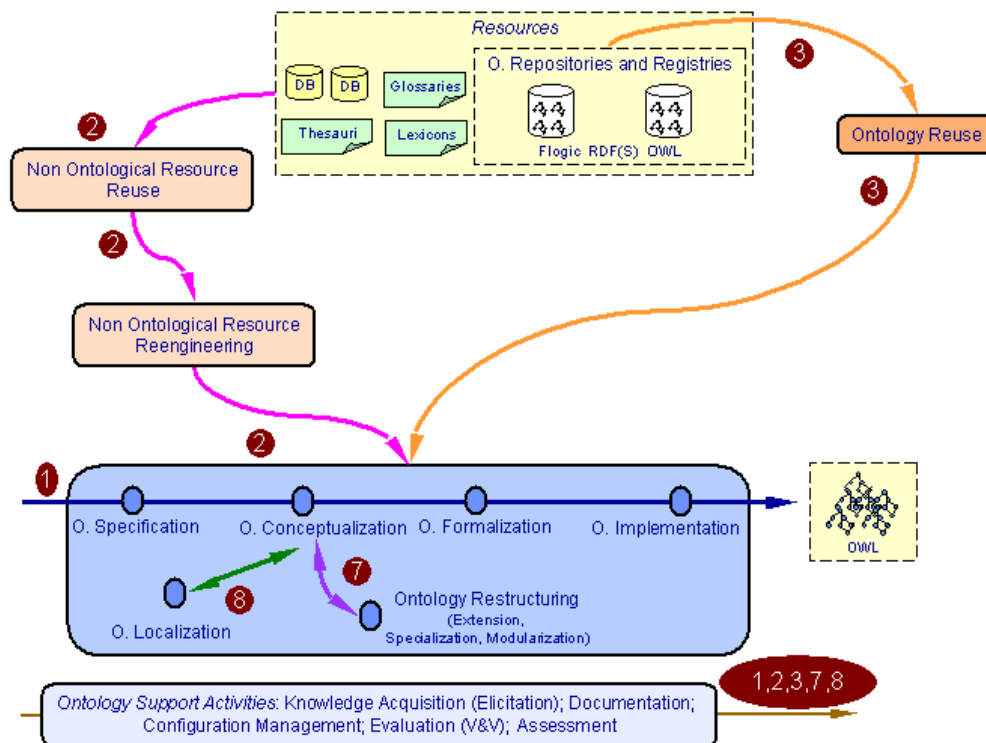 Resources
3
O. Repositories and Registries
DB
DB
Glossaries
2
Thesauri
Lexicons
Ontology Reuse
Flogic RDF(S) OWL
Non Ontological Resource
Reuse
3
2
Non Ontological Resource
Reengineering
2
1
O. Specification
O. Conceptualization
O. Formalization
O. Implementation
OWL
7
8
Ontology Restructuring
(Extension,
Specialization, Modularization)
O. Localization
1,2,3,7,8
Ontology Support Activities: Knowledge Acquisition (Elicitation); Documentation;
Configuration Management; Evaluation (V&V); Assessment